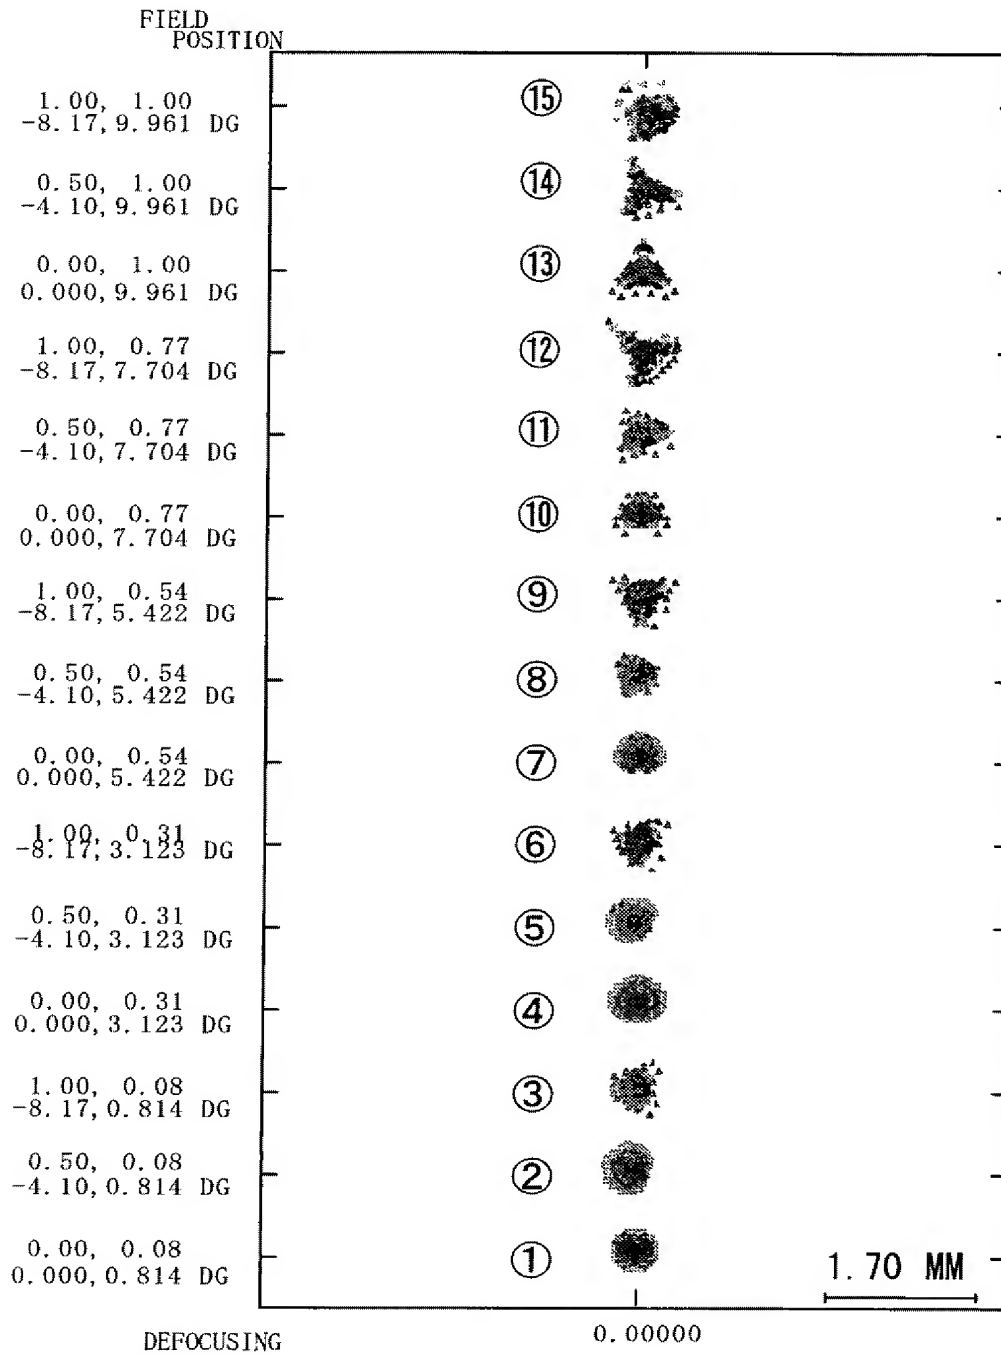 FIELD
POSITION
1.00, 1.00
-8.17, 9.961 DG
⑮
0.50, 1.00
-4.10, 9.961 DG
⑭
0.00, 1.00
0.000, 9.961 DG
⑬
1.00, 0.77
-8.17, 7.704 DG
⑫
0.50, 0.77
-4.10, 7.704 DG
⑪
0.00, 0.77
0.000, 7.704 DG
⑩
1.00, 0.54
-8.17, 5.422 DG
⑨
0.50, 0.54
-4.10, 5.422 DG
⑧
0.00, 0.54
0.000, 5.422 DG
⑦
1.00, 0.31
-8.17, 3.123 DG
⑥
0.50, 0.31
-4.10, 3.123 DG
⑤
0.00, 0.31
0.000, 3.123 DG
④
1.00, 0.08
-8.17, 0.814 DG
③
0.50, 0.08
-4.10, 0.814 DG
②
0.00, 0.08
0.000, 0.814 DG
①
1.70 MM
DEFOCUSING
0.00000